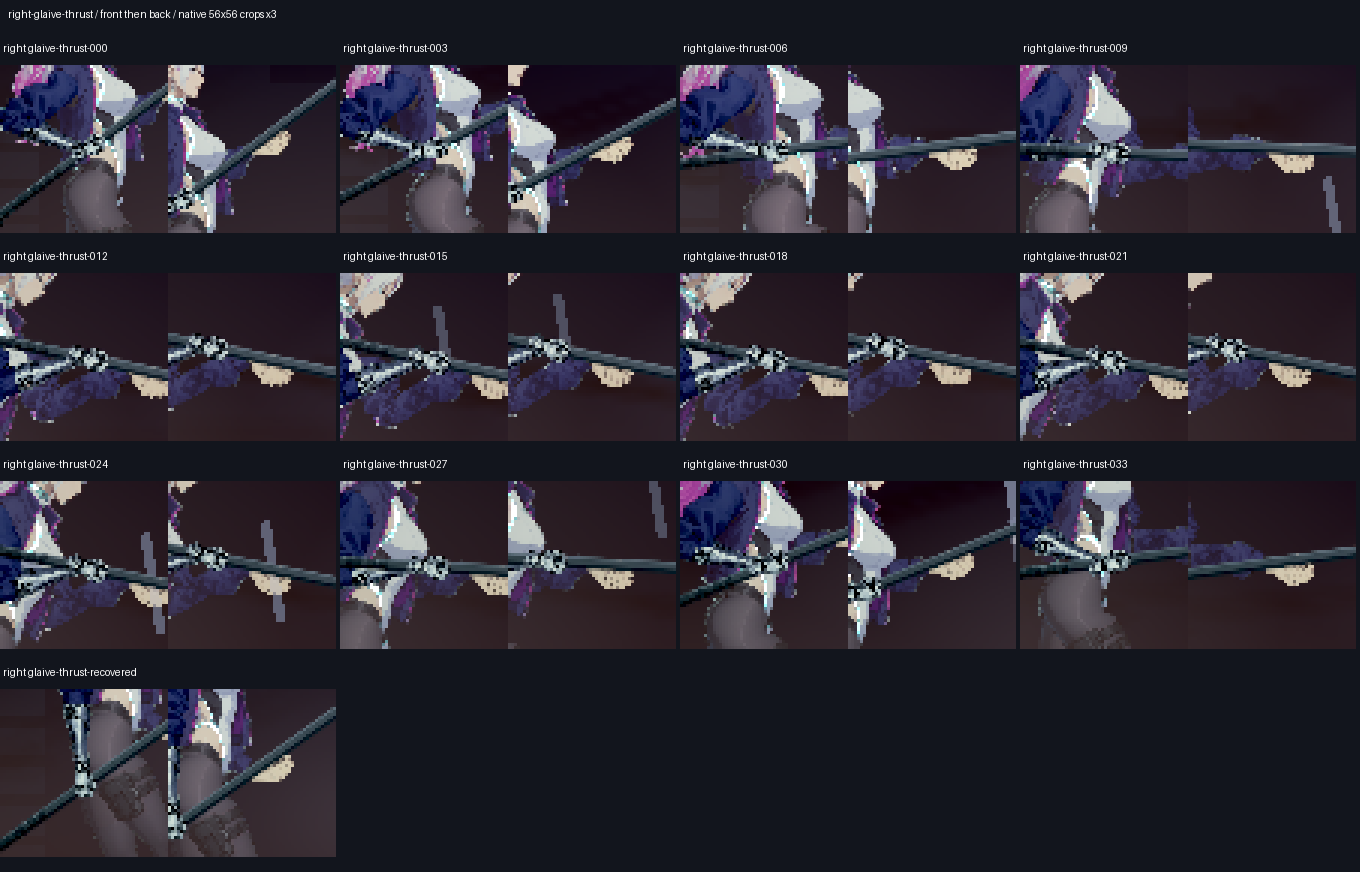 right-glaive-thrust / front then back / native 56x56 crops x3
right glaive-thrust-000
right glaive-thrust-003
right glaive-thrust-006
right glaive-thrust-009
right glaive-thrust-012
right glaive-thrust-015
right glaive-thrust-018
right glaive-thrust-021
right glaive-thrust-024
right glaive-thrust-027
right glaive-thrust-030
right glaive-thrust-033
right glaive-thrust-recovered